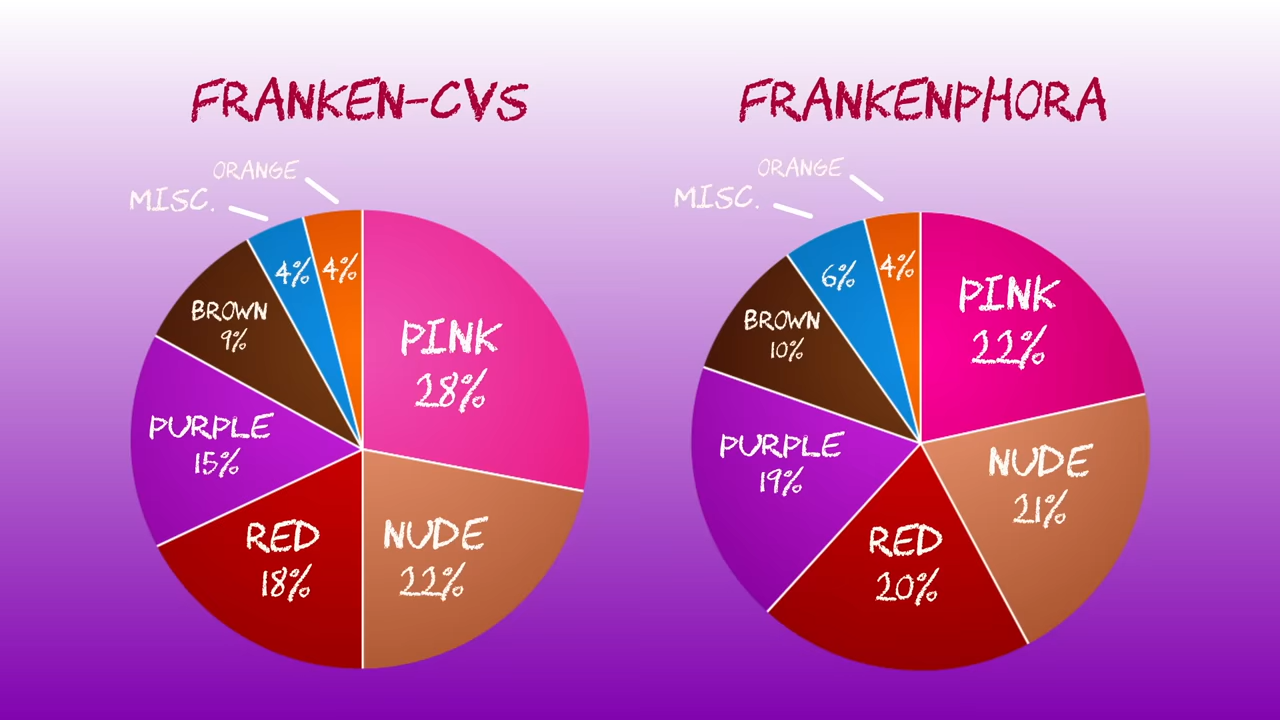 FRANKEN-CVS
ORANGE
MISC.
4%
4%
BROWN
9%
PINK
28%
PURPLE
15%
RED
18%
NUDE
22%
FRANKENPHORA
ORANGE
MISC.
4%
6%
PINK
22%
BROWN
10%
PURPLE
19%
NUDE
21%
RED
20%